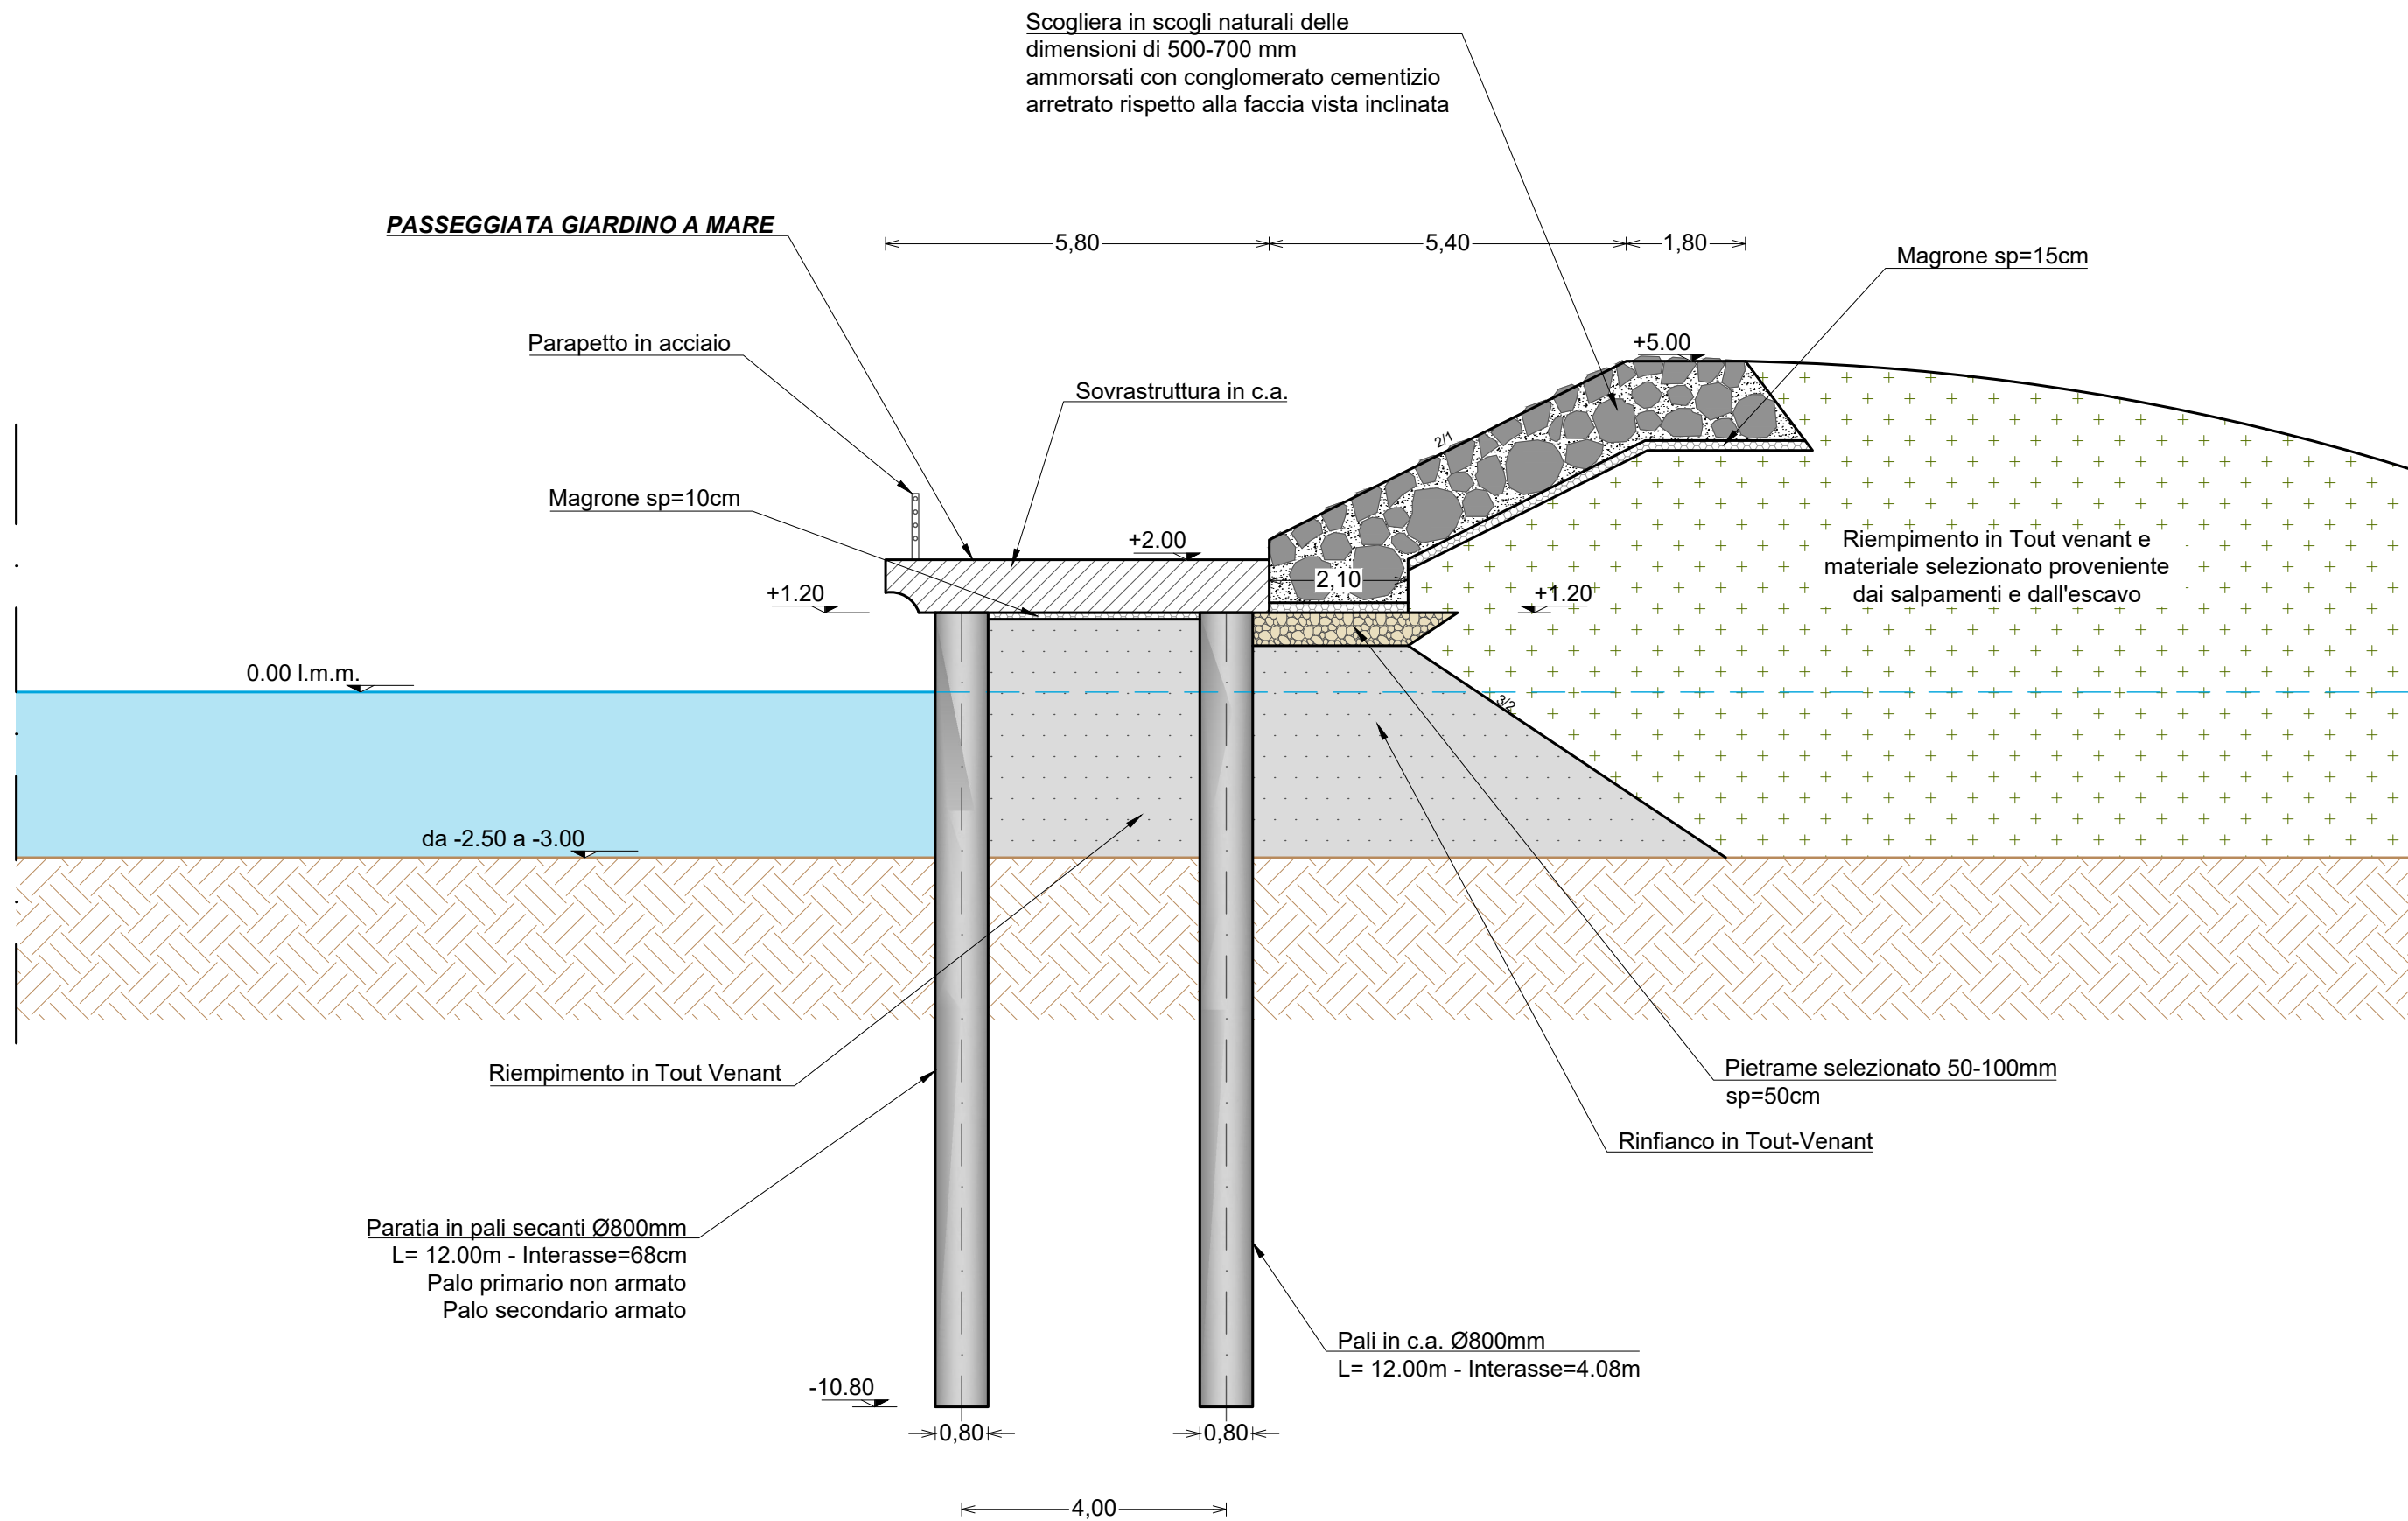 Scogliera in scogli naturali delle
dimensioni di 500-700 mm
ammorsati con conglomerato cementizio
arretrato rispetto alla faccia vista inclinata
PASSEGGIATA GIARDINO A MARE
5,80
5,40
1,80
Magrone sp=15cm
Parapetto in acciaio
+5.00
Sovrastruttura in c.a.
2/1
Magrone sp=10cm
+2.00
Riempimento in Tout venant e
materiale selezionato proveniente
dai salpamenti e dall'escavo
2,10
+1.20
+1.20
0.00 l.m.m.
3/2
da -2.50 a -3.00
Riempimento in Tout Venant
Pietrame selezionato 50-100mm
sp=50cm
Rinfianco in Tout-Venant
Paratia in pali secanti Ø800mm
L= 12.00m - Interasse=68cm
Palo primario non armato
Palo secondario armato
Pali in c.a. Ø800mm
L= 12.00m - Interasse=4.08m
-10.80
0,80
0,80
4,00